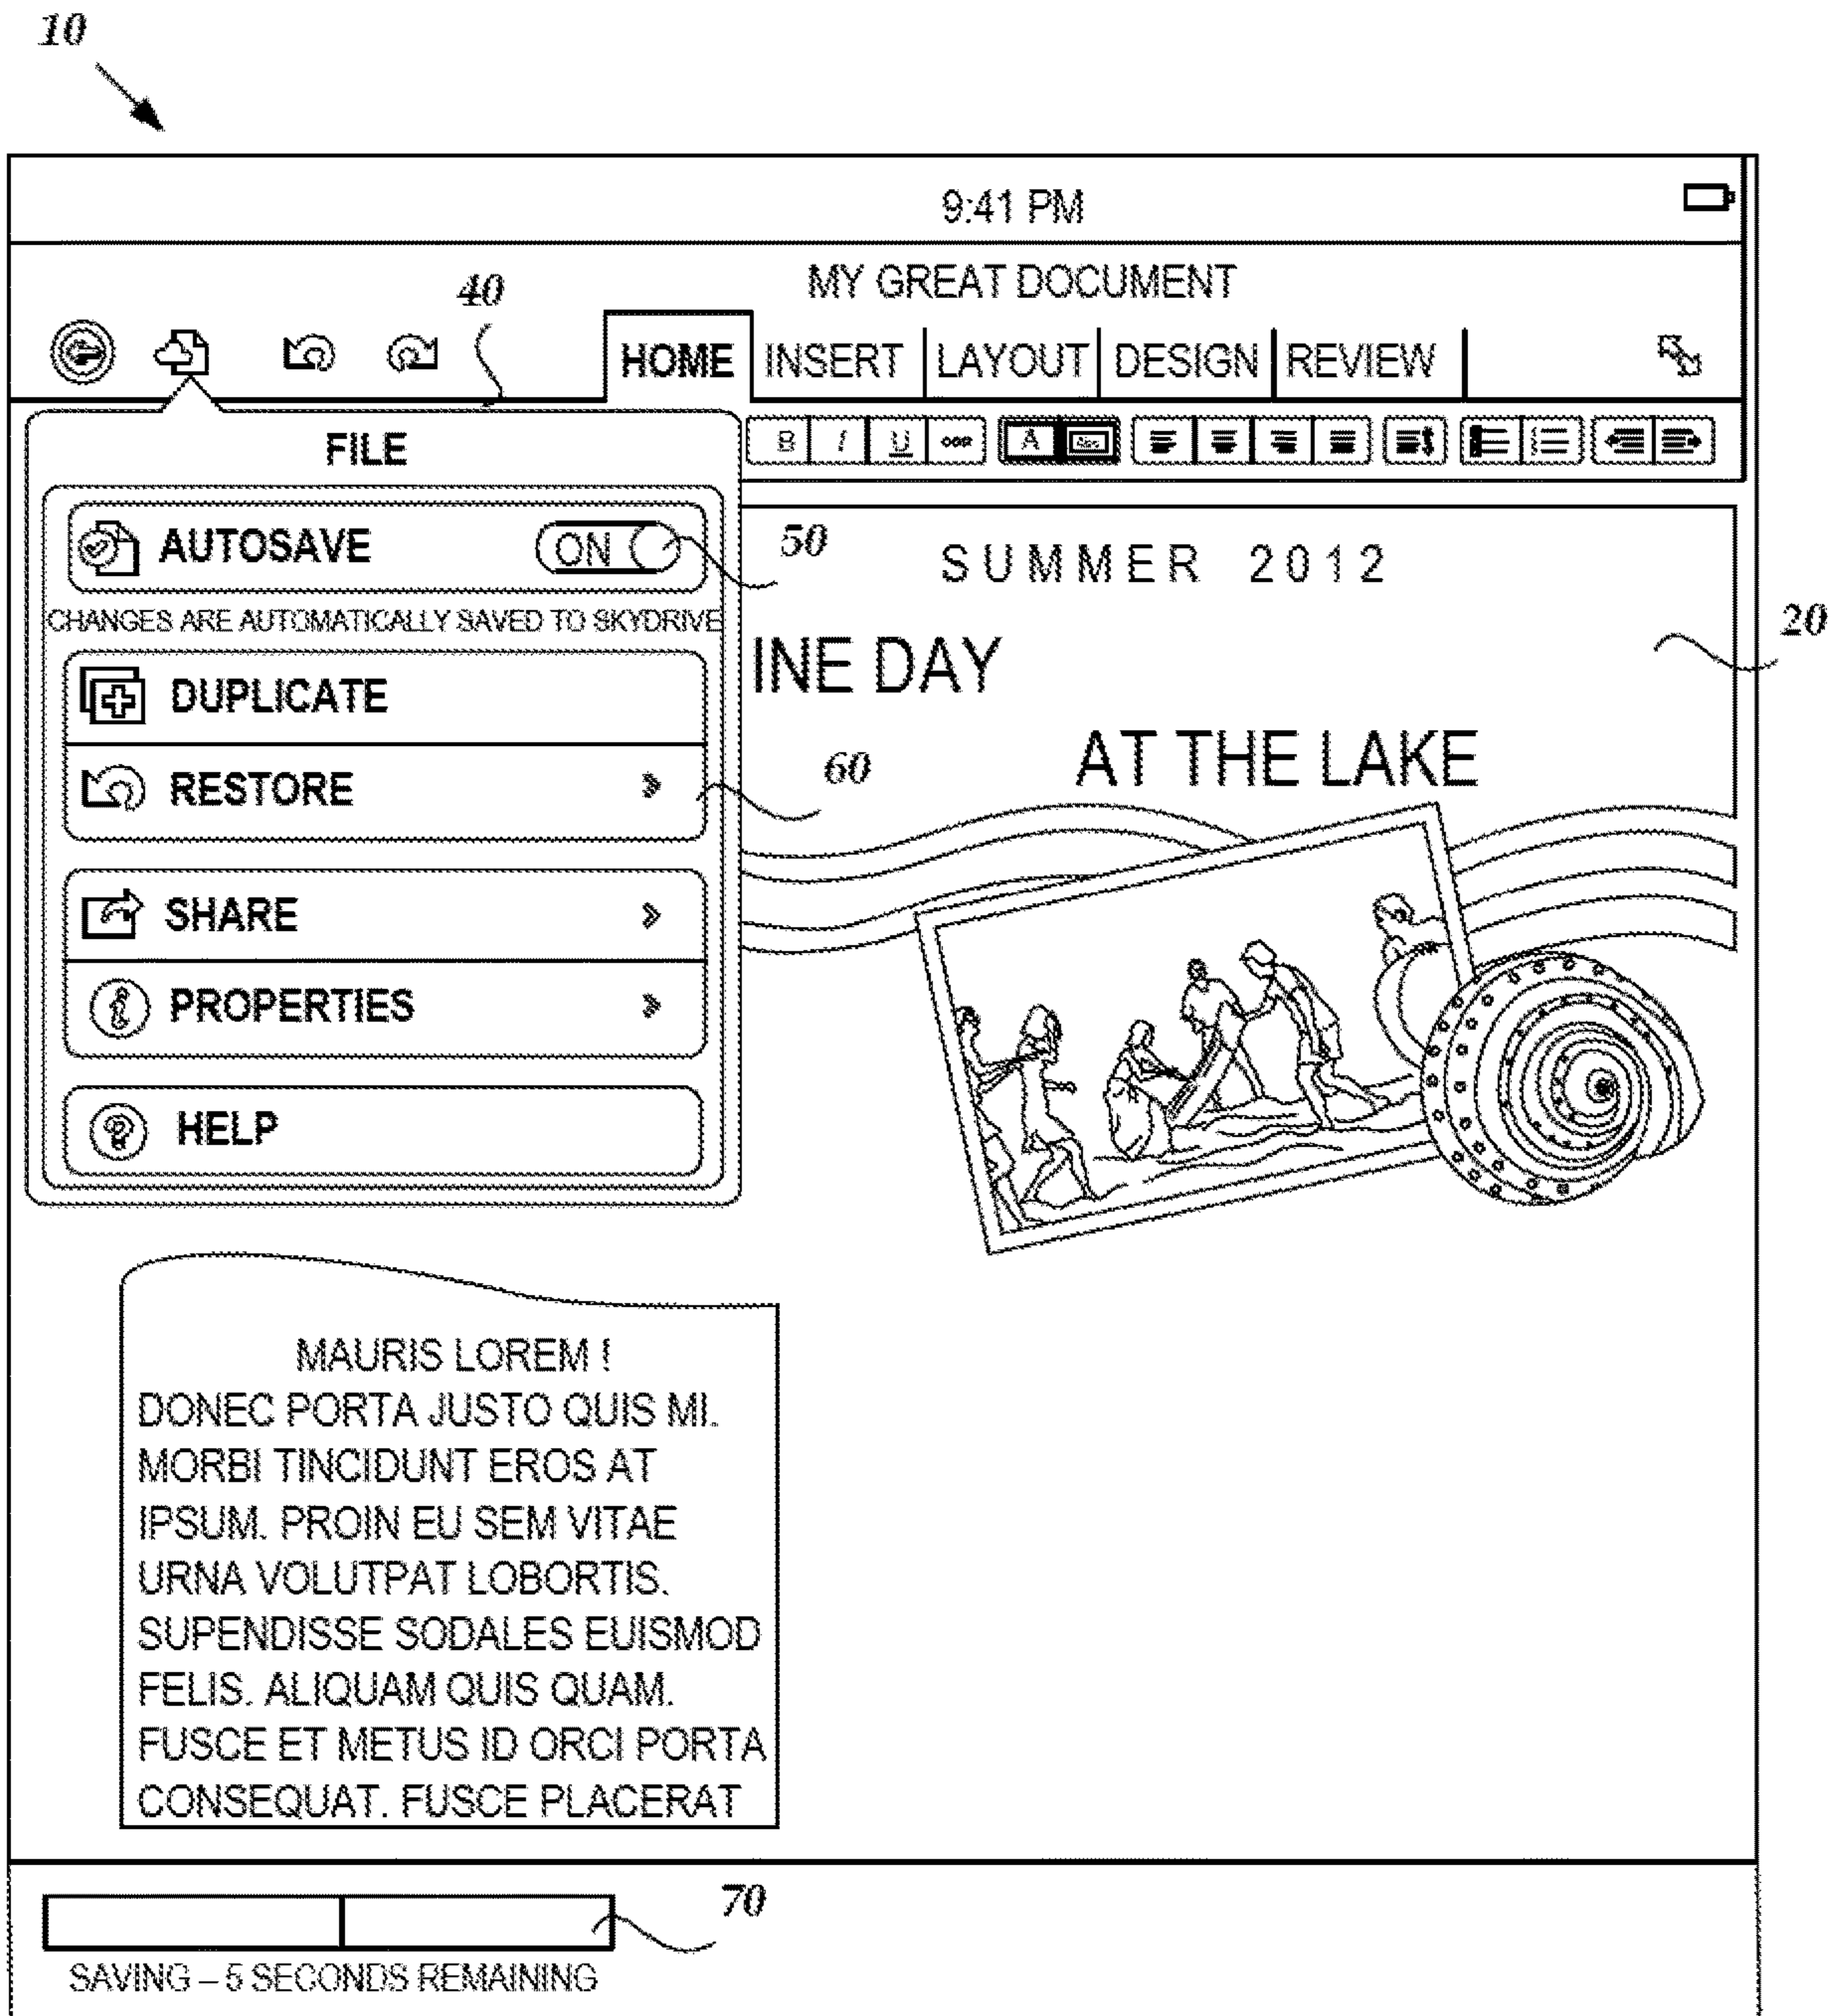 10
9:41 PM
MY GREAT DOCUMENT
40
HOME INSERT LAYOUT DESIGN REVIEW
FILE
B I U A
AUTOSAVE ON
50
SUMMER 2012
CHANGES ARE AUTOMATICALLY SAVED TO SKYDRIVE
20
INE DAY
DUPLICATE
AT THE LAKE
60
RESTORE
SHARE
PROPERTIES
HELP
MAURIS LOREM !
DONEC PORTA JUSTO QUIS MI.
MORBI TINCIDUNT EROS AT
IPSUM. PROIN EU SEM VITAE
URNA VOLUTPAT LOBORTIS.
SUPENDISSE SODALES EUISMOD
FELIS. ALIQUAM QUIS QUAM.
FUSCE ET METUS ID ORCI PORTA
CONSEQUAT. FUSCE PLACERAT
70
SAVING – 5 SECONDS REMAINING